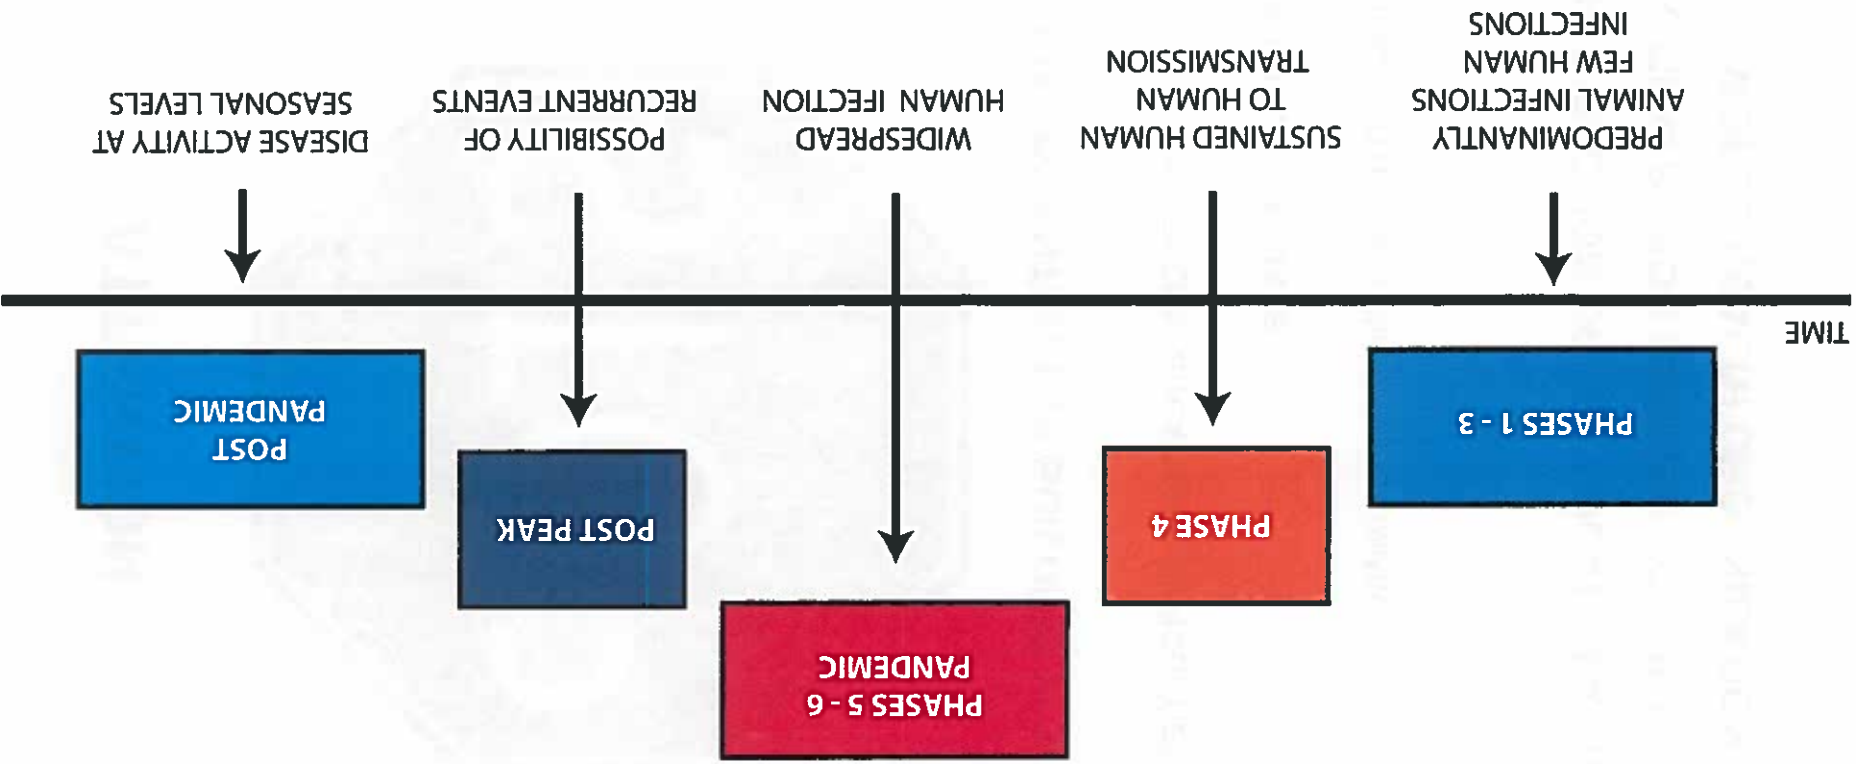 PHASES 5 - 6
PANDEMIC
PHASE 4
POST PEAK
PHASES 1 - 3
POST
PANDEMIC
TIME
PREDOMINANTLY
ANIMAL INFECTIONS
FEW HUMAN
INFECTIONS
SUSTAINED HUMAN
TO HUMAN
TRANSMISSION
WIDESPREAD
HUMAN IFECTION
POSSIBILITY OF
RECURRENT EVENTS
DISEASE ACTIVITY AT
SEASONAL LEVELS